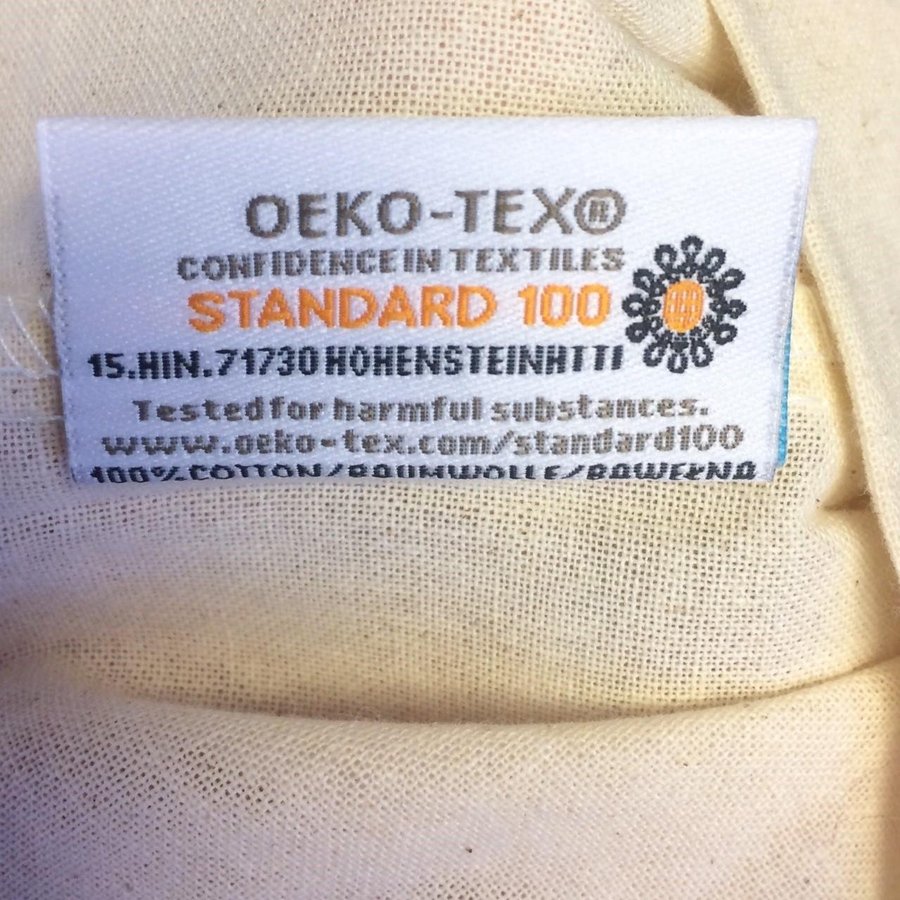 OEKO-TEX®
CONFIDENCE IN TEXTILES
STANDARD 100
15.HIN.71730 HOHENSTEIN HTTI
Tested for harmful substances.
www.oeko-tex.com/standard100
100% COTTON/BAUMWOLLE/BAWEŁNA